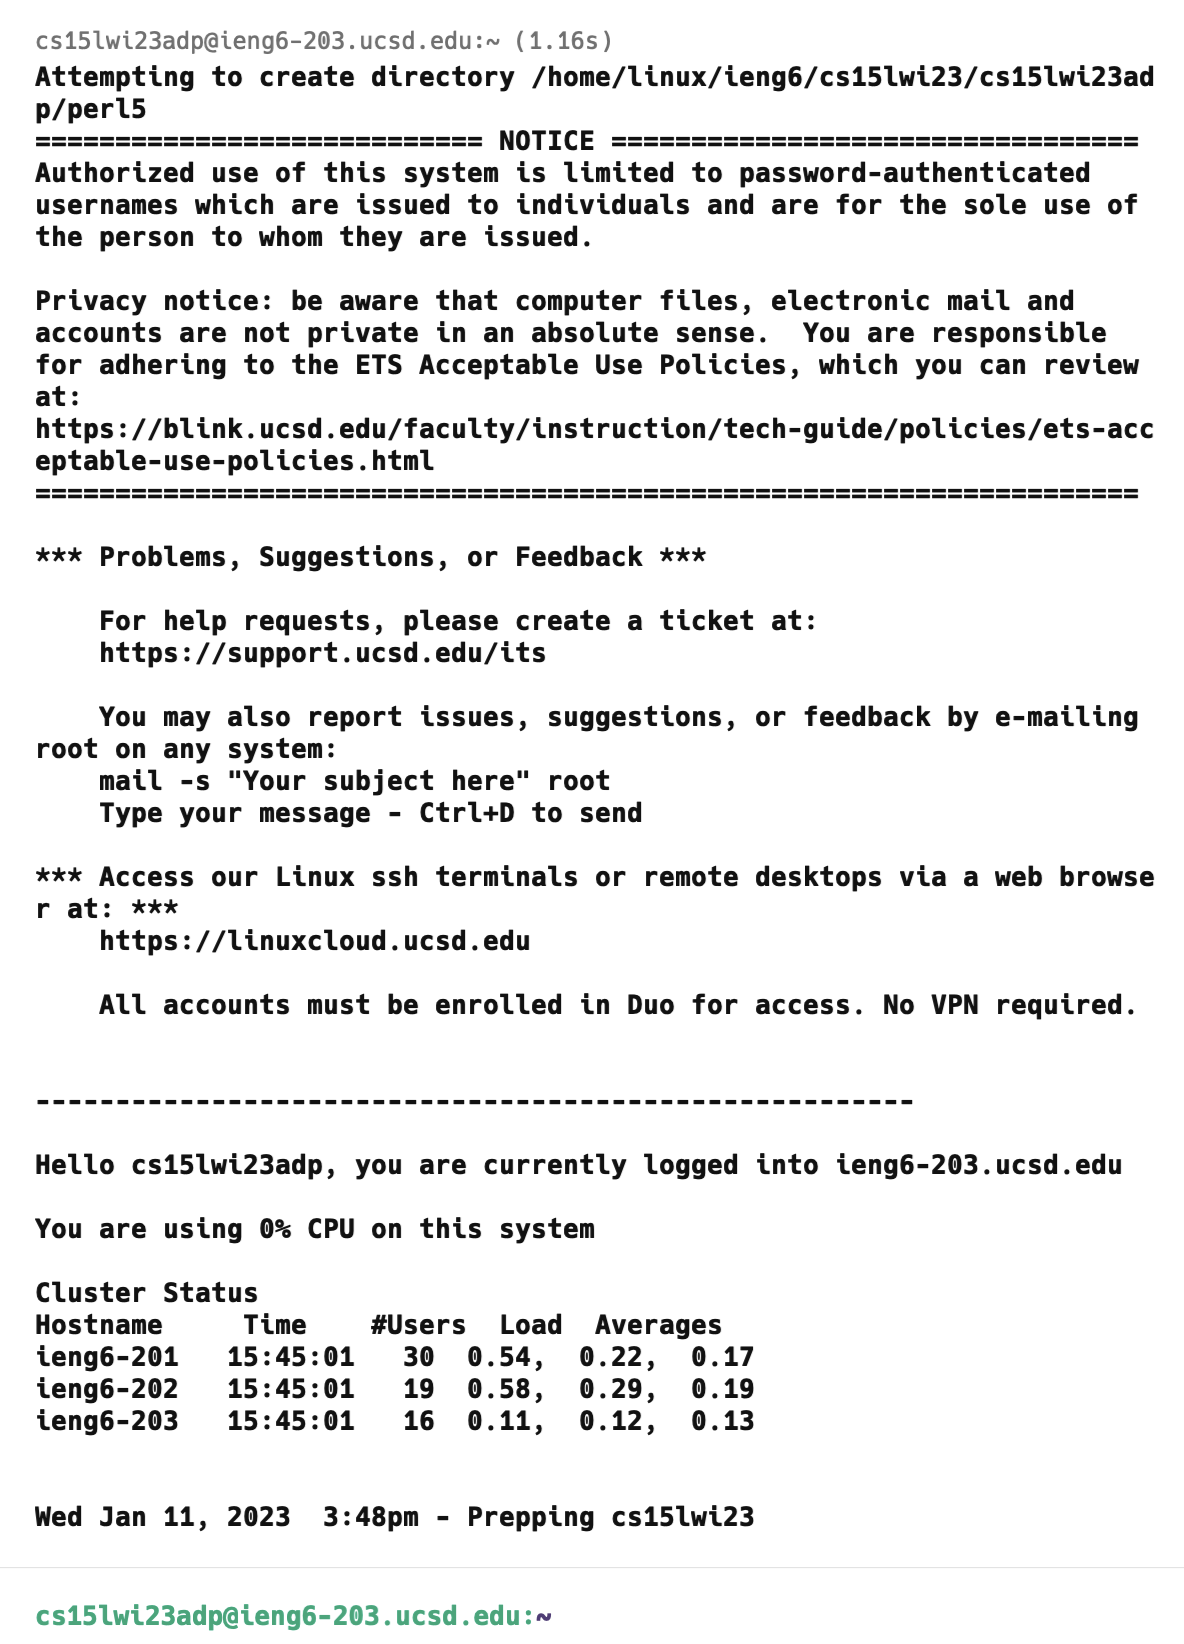 cs15lwi23adp@ieng6-203.ucsd.edu:~ (1.16s)
Attempting to create directory /home/linux/ieng6/cs15lwi23/cs15lwi23ad
p/perl5
============================ NOTICE =================================
Authorized use of this system is limited to password-authenticated
usernames which are issued to individuals and are for the sole use of
the person to whom they are issued.

Privacy notice: be aware that computer files, electronic mail and
accounts are not private in an absolute sense.  You are responsible
for adhering to the ETS Acceptable Use Policies, which you can review
at:
https://blink.ucsd.edu/faculty/instruction/tech-guide/policies/ets-acc
eptable-use-policies.html
=====================================================================

*** Problems, Suggestions, or Feedback ***

    For help requests, please create a ticket at:
    https://support.ucsd.edu/its

    You may also report issues, suggestions, or feedback by e-mailing
root on any system:
    mail -s "Your subject here" root
    Type your message - Ctrl+D to send

*** Access our Linux ssh terminals or remote desktops via a web browse
r at: ***
    https://linuxcloud.ucsd.edu

    All accounts must be enrolled in Duo for access. No VPN required.


-------------------------------------------------------

Hello cs15lwi23adp, you are currently logged into ieng6-203.ucsd.edu

You are using 0% CPU on this system

Cluster Status
Hostname     Time    #Users  Load  Averages
ieng6-201   15:45:01   30  0.54,  0.22,  0.17
ieng6-202   15:45:01   19  0.58,  0.29,  0.19
ieng6-203   15:45:01   16  0.11,  0.12,  0.13


Wed Jan 11, 2023  3:48pm - Prepping cs15lwi23

cs15lwi23adp@ieng6-203.ucsd.edu:~